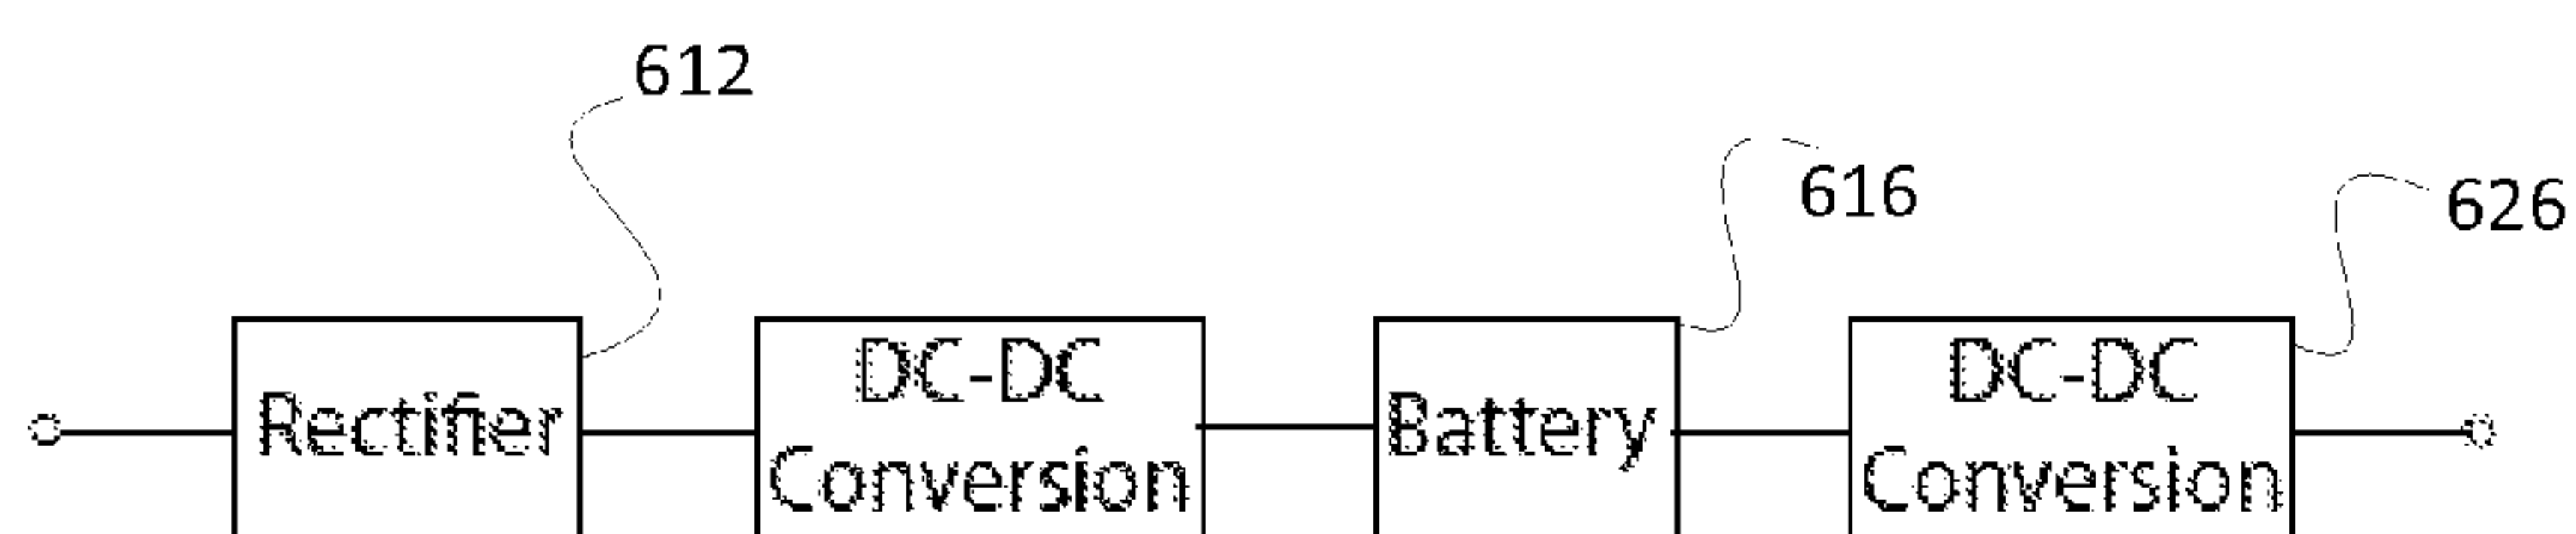 612
616
626
Rectifier
DC-DC
Conversion
Battery
DC-DC
Conversion